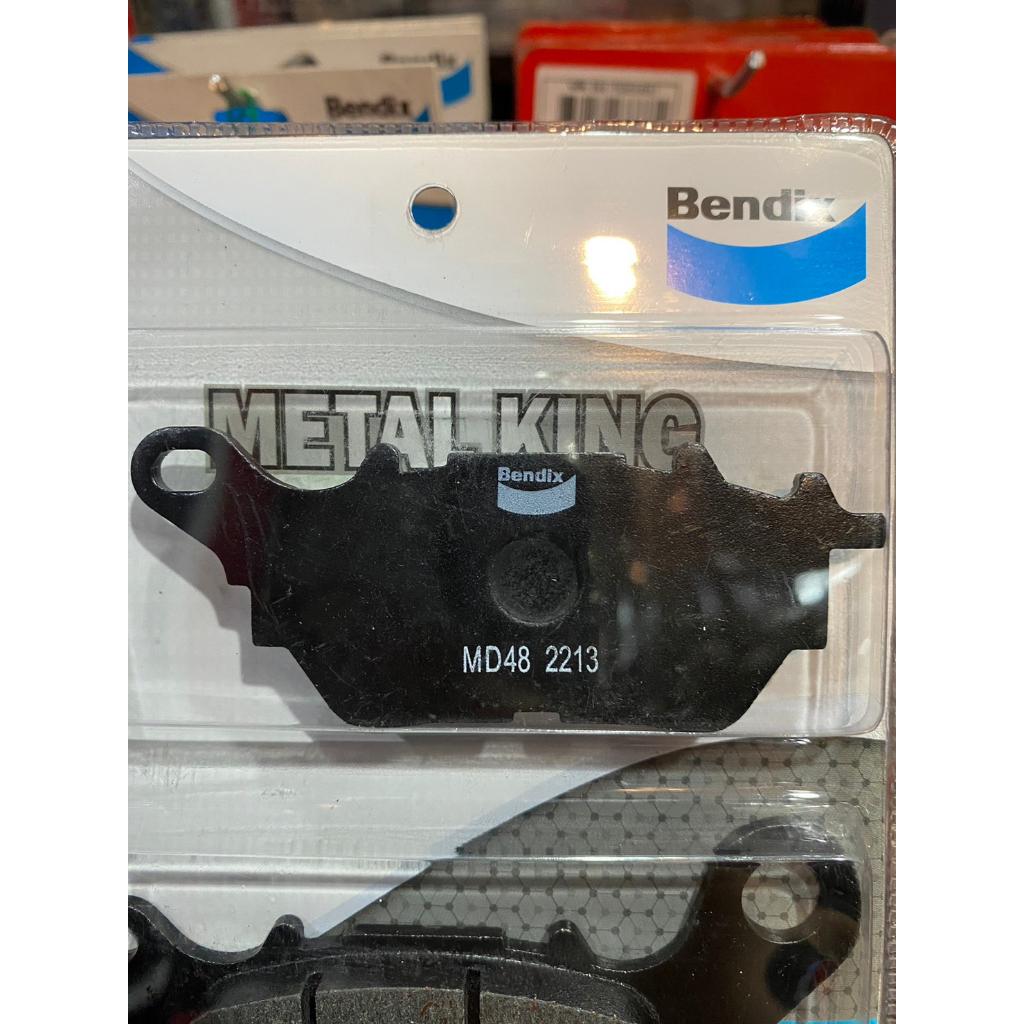 Bendix
Bendix
METAL KING
Bendix
MD48 2213